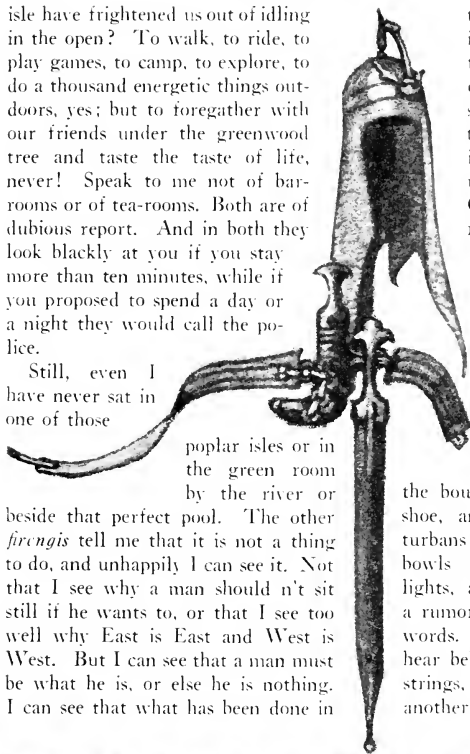 isle have frightened us out of idling
in the open? To walk, to ride, to
play games, to camp, to explore, to
do a thousand energetic things out-
doors, yes; but to foregather with
our friends under the greenwood
tree and taste the taste of life,
never! Speak to me not of bar-
rooms or of tea-rooms. Both are of
dubious report. And in both they
look blackly at you if you stay
more than ten minutes, while if
you proposed to spend a day or
a night they would call the po-
lice.
Still, even I
have never sat in
one of those
poplar isles or in
the green room
by the river or
beside that perfect pool. The other
firengis tell me that it is not a thing
to do, and unhappily I can see it. Not
that I see why a man should n't sit
still if he wants to, or that I see too
well why East is East and West is
West. But I can see that a man must
be what he is, or else he is nothing.
I can see that what has been done in
the bou
shoe, an
turbans
bowls
lights, a
a rumor
words.
hear be
strings,
another